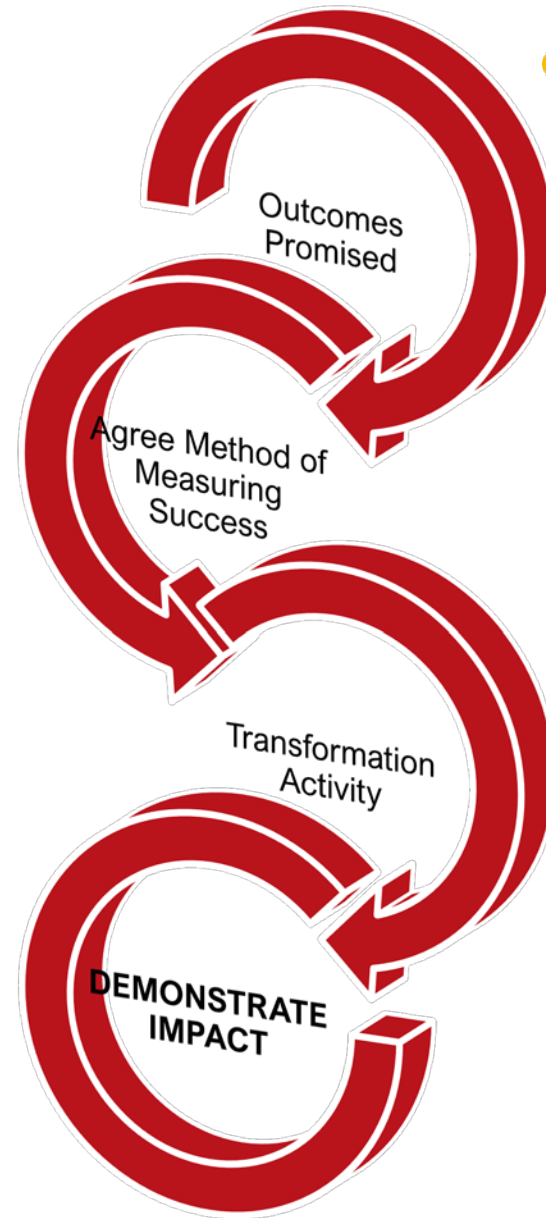 Outcomes
Promised
Agree Method of
Measuring
Success
Transformation
Activity
DEMONSTRATE
IMPACT